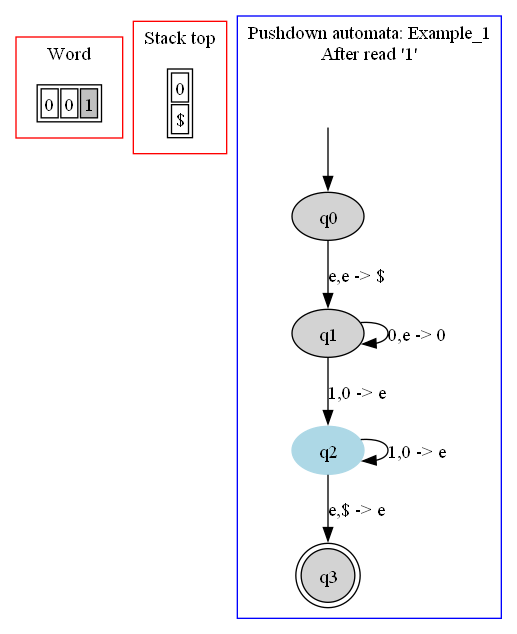 Word
0 0 1
Stack top
0
$
Pushdown automata: Example_1
After read '1'
q0
e,e -> $
q1
0,e -> 0
1,0 -> e
q2
1,0 -> e
e,$ -> e
q3